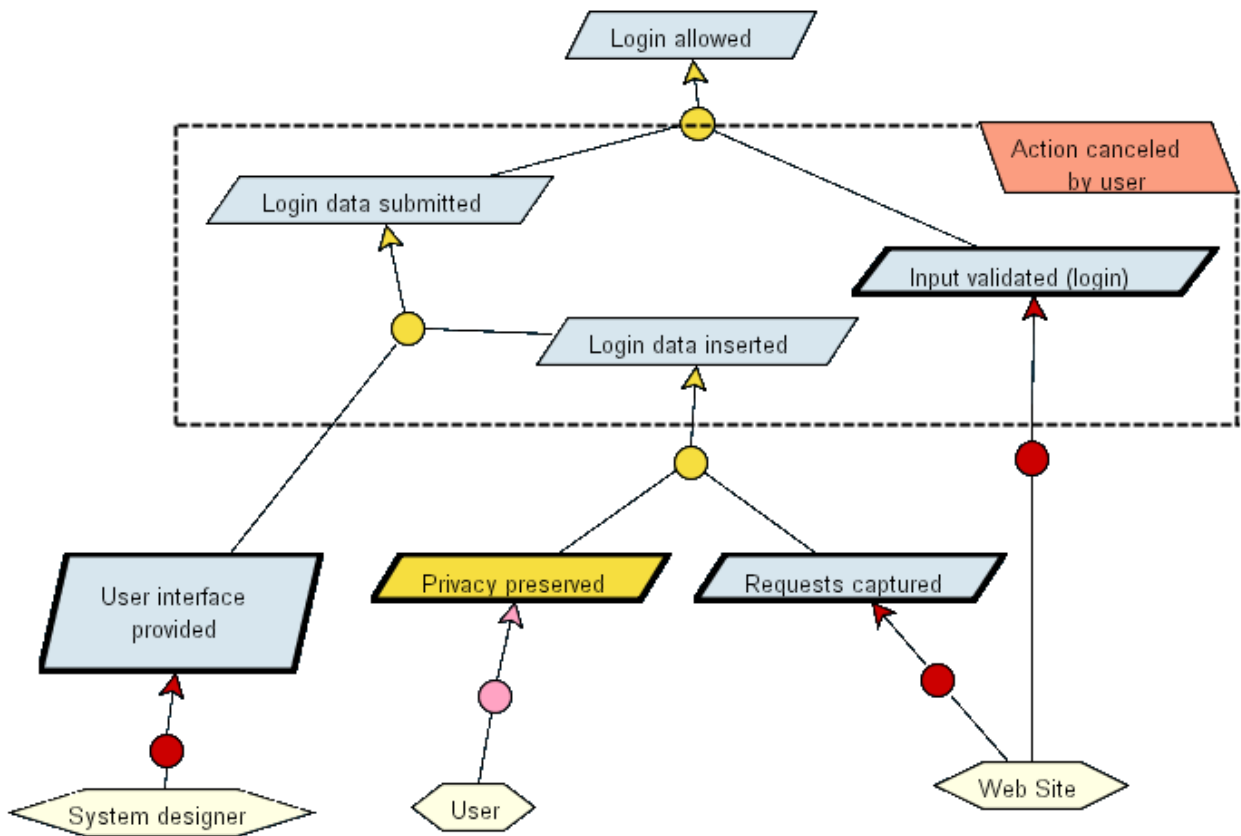 Login allowed
Action canceled
by user
Login data submitted
Input validated (login)
Login data inserted
User interface
provided
Privacy preserved
Requests captured
System designer
User
Web Site